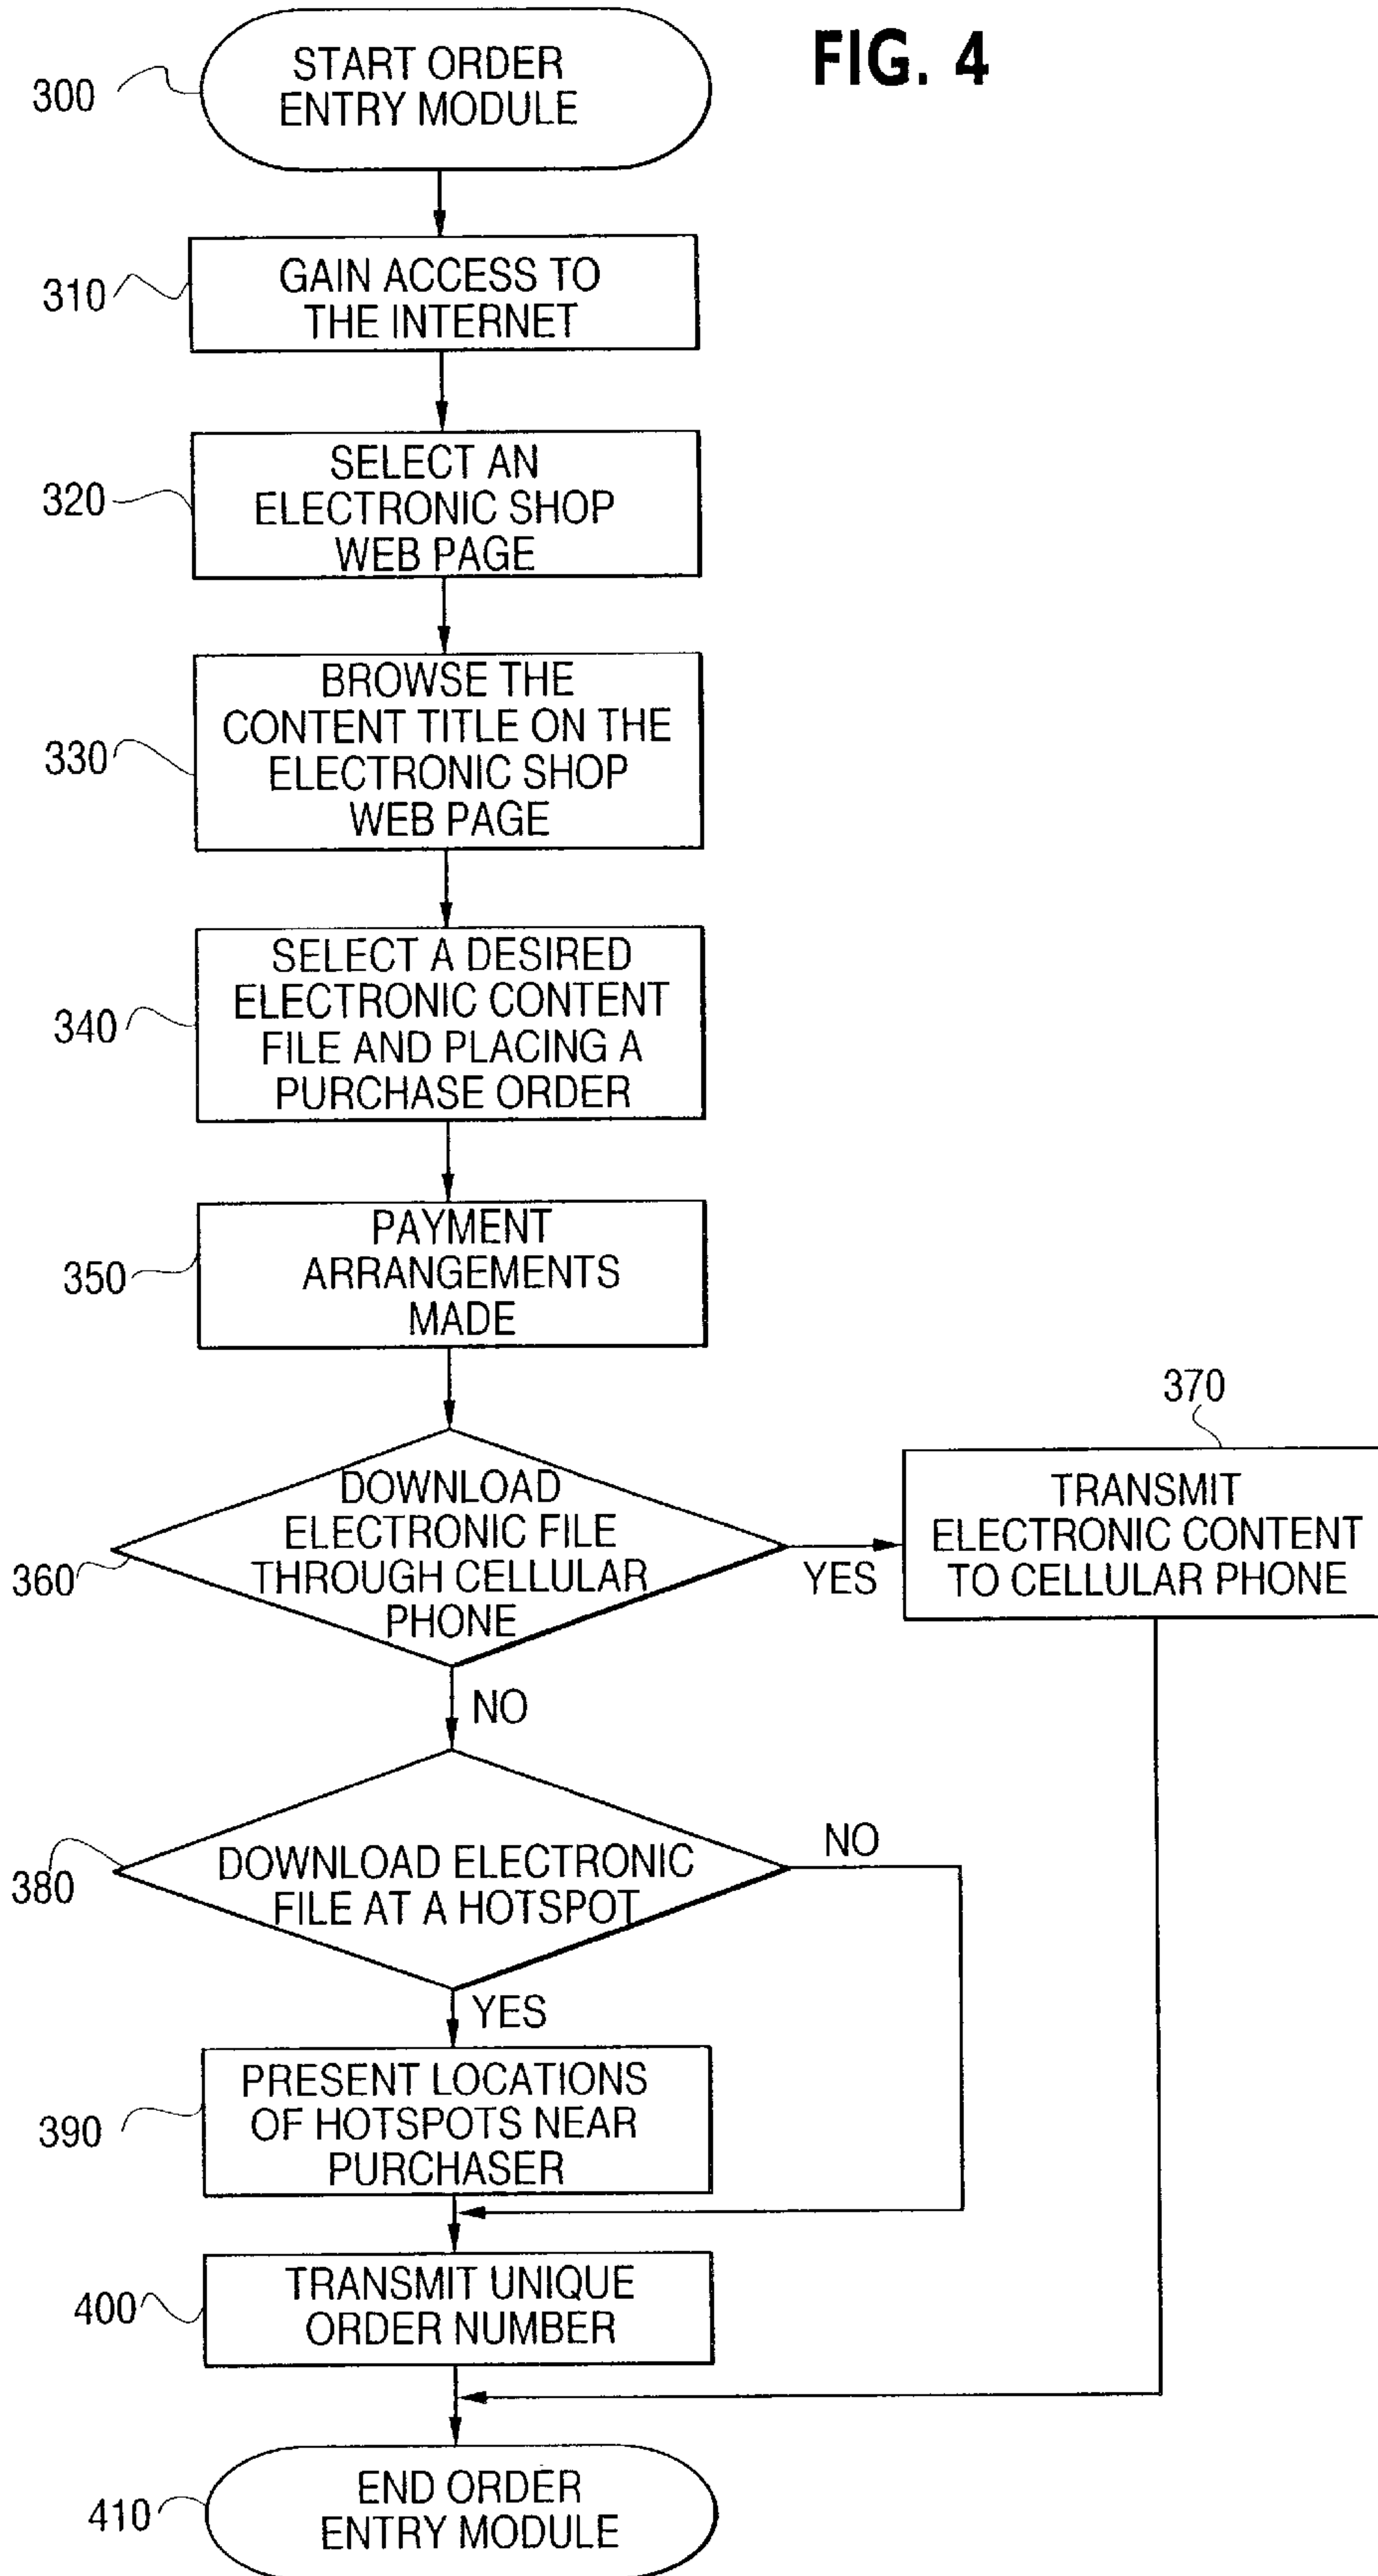 FIG. 4
300
START ORDER
ENTRY MODULE
310
GAIN ACCESS TO
THE INTERNET
320
SELECT AN
ELECTRONIC SHOP
WEB PAGE
330
BROWSE THE
CONTENT TITLE ON THE
ELECTRONIC SHOP
WEB PAGE
340
SELECT A DESIRED
ELECTRONIC CONTENT
FILE AND PLACING A
PURCHASE ORDER
350
PAYMENT
ARRANGEMENTS
MADE
360
DOWNLOAD
ELECTRONIC FILE
THROUGH CELLULAR
PHONE
YES
370
TRANSMIT
ELECTRONIC CONTENT
TO CELLULAR PHONE
NO
380
DOWNLOAD ELECTRONIC
FILE AT A HOTSPOT
NO
YES
390
PRESENT LOCATIONS
OF HOTSPOTS NEAR
PURCHASER
400
TRANSMIT UNIQUE
ORDER NUMBER
410
END ORDER
ENTRY MODULE